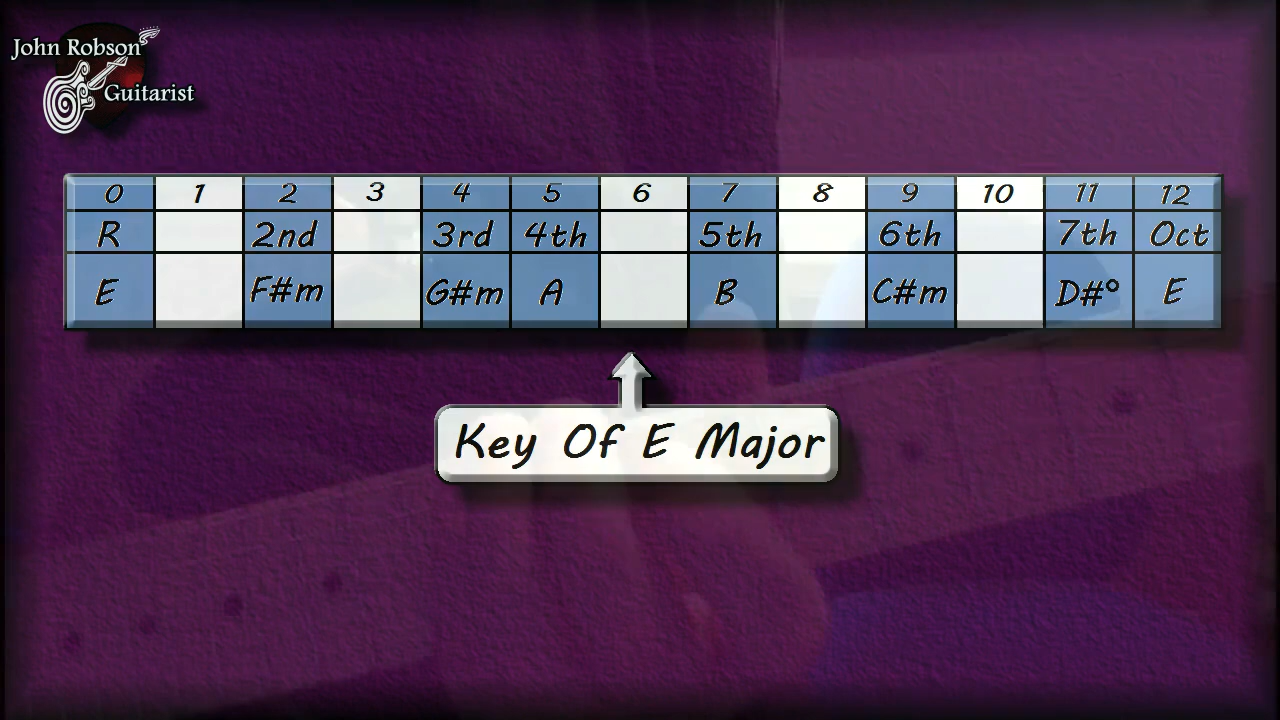 John Robson
Guitarist
0 1 2 3 4 5 6 7 8 9 10 11 12
R 2nd 3rd 4th 5th 6th 7th Oct
E F#m G#m A B C#m D#° E
Key Of E Major